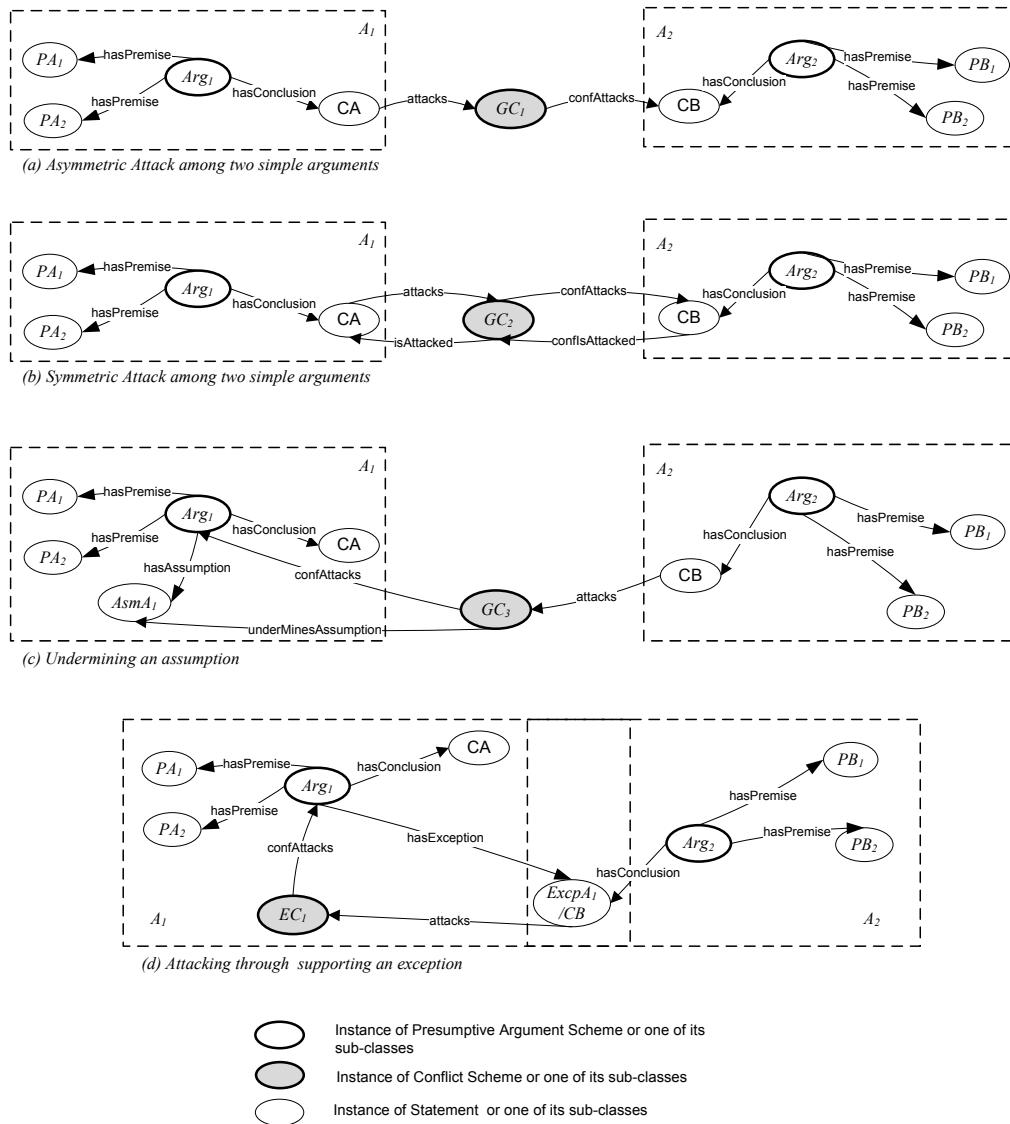 A1
A2
PA1
hasPremise
Arg1
hasPremise
PA2
hasConclusion
CA
attacks
GC1
confAttacks
CB
hasConclusion
Arg2
hasPremise
PB1
hasPremise
PB2
(a) Asymmetric Attack among two simple arguments
A1
A2
PA1
hasPremise
Arg1
hasPremise
PA2
hasConclusion
CA
attacks
GC2
confAttacks
isAttacked
confIsAttacked
CB
hasConclusion
Arg2
hasPremise
PB1
hasPremise
PB2
(b) Symmetric Attack among two simple arguments
A1
A2
PA1
hasPremise
Arg1
hasPremise
PA2
hasConclusion
CA
hasAssumption
confAttacks
AsmA1
underMinesAssumption
GC3
attacks
CB
hasConclusion
Arg2
hasPremise
PB1
hasPremise
PB2
(c) Undermining an assumption
PA1
hasPremise
Arg1
hasPremise
PA2
hasConclusion
CA
confAttacks
hasException
EC1
attacks
ExcpA1
/CB
hasConclusion
Arg2
hasPremise
PB1
hasPremise
PB2
A1
A2
(d) Attacking through supporting an exception
Instance of Presumptive Argument Scheme or one of its
sub-classes
Instance of Conflict Scheme or one of its sub-classes
Instance of Statement or one of its sub-classes